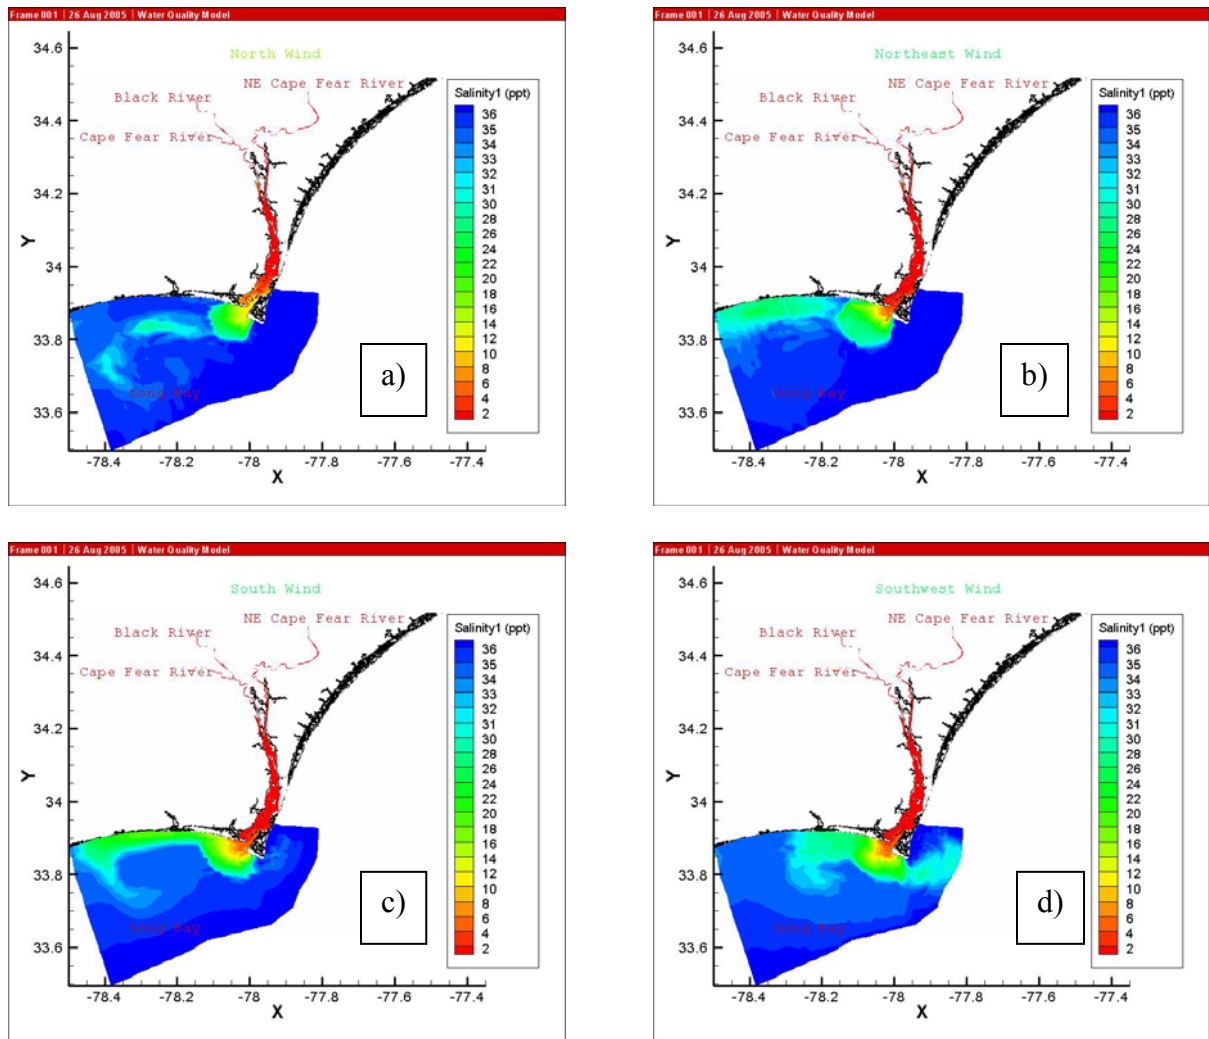 Frame 001 | 26 Aug 2005 | Water Quality Model
North Wind
NE Cape Fear River
Black River
Cape Fear River
34.6
34.4
34.2
34
33.8
33.6
Y
Salinity1 (ppt)
36
35
34
33
31
30
28
26
24
22
20
18
16
14
12
10
8
6
4
2
Long Bay
a)
-78.4 -78.2 -78 -77.8 -77.6 -77.4
X
Frame 001 | 26 Aug 2005 | Water Quality Model
Northeast Wind
NE Cape Fear River
Black River
Cape Fear River
34.6
34.4
34.2
34
33.8
33.6
Y
Salinity1 (ppt)
36
35
34
33
31
30
28
26
24
22
20
18
16
14
12
10
8
6
4
2
Long Bay
b)
-78.4 -78.2 -78 -77.8 -77.6 -77.4
X
Frame 001 | 26 Aug 2005 | Water Quality Model
South Wind
NE Cape Fear River
Black River
Cape Fear River
34.6
34.4
34.2
34
33.8
33.6
Y
Salinity1 (ppt)
36
35
34
33
31
30
28
26
24
22
20
18
16
14
12
10
8
6
4
2
Long Bay
c)
-78.4 -78.2 -78 -77.8 -77.6 -77.4
X
Frame 001 | 26 Aug 2005 | Water Quality Model
Southwest Wind
NE Cape Fear River
Black River
Cape Fear River
34.6
34.4
34.2
34
33.8
33.6
Y
Salinity1 (ppt)
36
35
34
33
31
30
28
26
24
22
20
18
16
14
12
10
8
6
4
2
Long Bay
d)
-78.4 -78.2 -78 -77.8 -77.6 -77.4
X